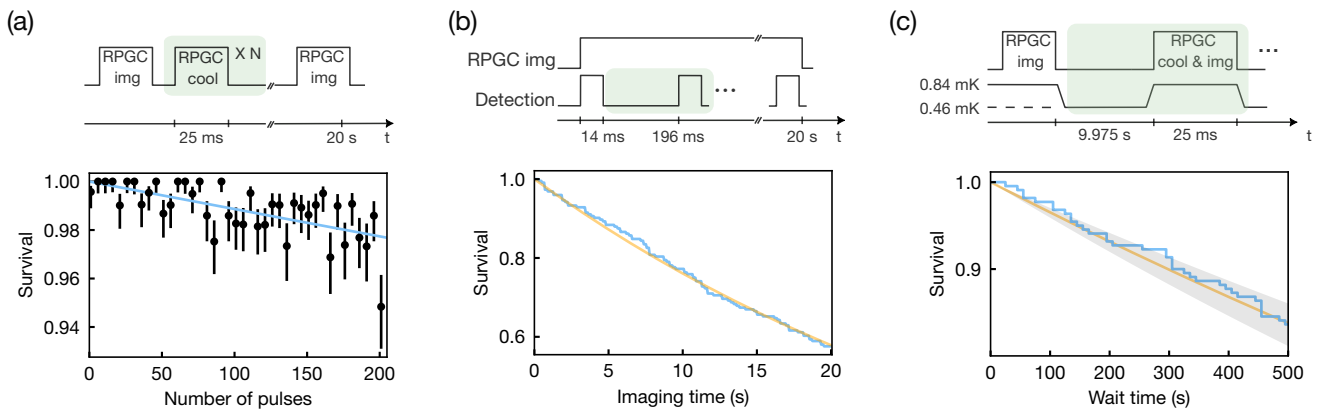 (a)
RPGC
img
RPGC
cool
X N
RPGC
img
25 ms
20 s
t
1.00
0.98
0.96
0.94
Survival
0
50
100
150
200
Number of pulses
(b)
RPGC img
Detection
...
14 ms
196 ms
20 s
t
1.0
0.8
0.6
Survival
0
5
10
15
20
Imaging time (s)
(c)
RPGC
img
RPGC
cool & img
...
0.84 mK
0.46 mK
9.975 s
25 ms
t
1.0
0.9
Survival
0
100
200
300
400
500
Wait time (s)